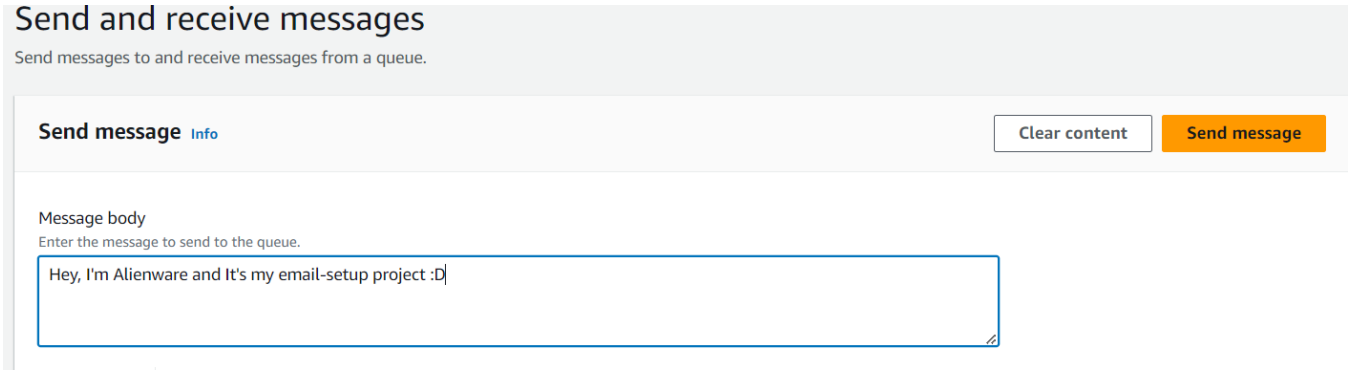 Send and receive messages
Send messages to and receive messages from a queue.
Send message Info
Clear content
Send message
Message body
Enter the message to send to the queue.
Hey, I'm Alienware and It's my email-setup project :D